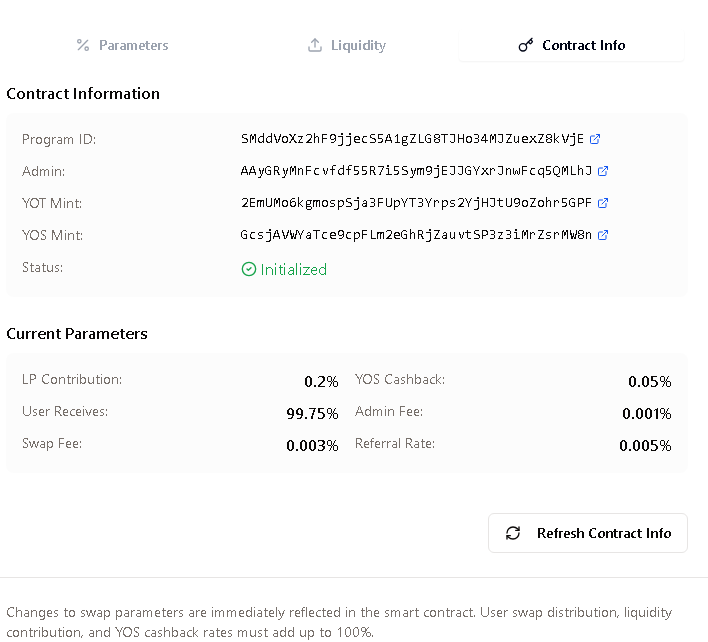 Parameters Liquidity Contract Info
Contract Information
Program ID: SMddVoXz2hF9jjecS5A1gZLG8TJHo34MJZuexZ8kVjE
Admin: AAyGRyMnFcvfdf55R7i5Sym9jEJJGYxrJnwFcq5QMLhJ
YOT Mint: 2EmUMo6kgmospSja3FUpYT3Yrps2YjHJtU9oZohr5GPF
YOS Mint: GcsjAVWYaTce9cpFLm2eGhRjZauvtSP3z3iMrZsrMW8n
Status: Initialized
Current Parameters
LP Contribution: 0.2% YOS Cashback: 0.05%
User Receives: 99.75% Admin Fee: 0.001%
Swap Fee: 0.003% Referral Rate: 0.005%
Refresh Contract Info
Changes to swap parameters are immediately reflected in the smart contract. User swap distribution, liquidity
contribution, and YOS cashback rates must add up to 100%.